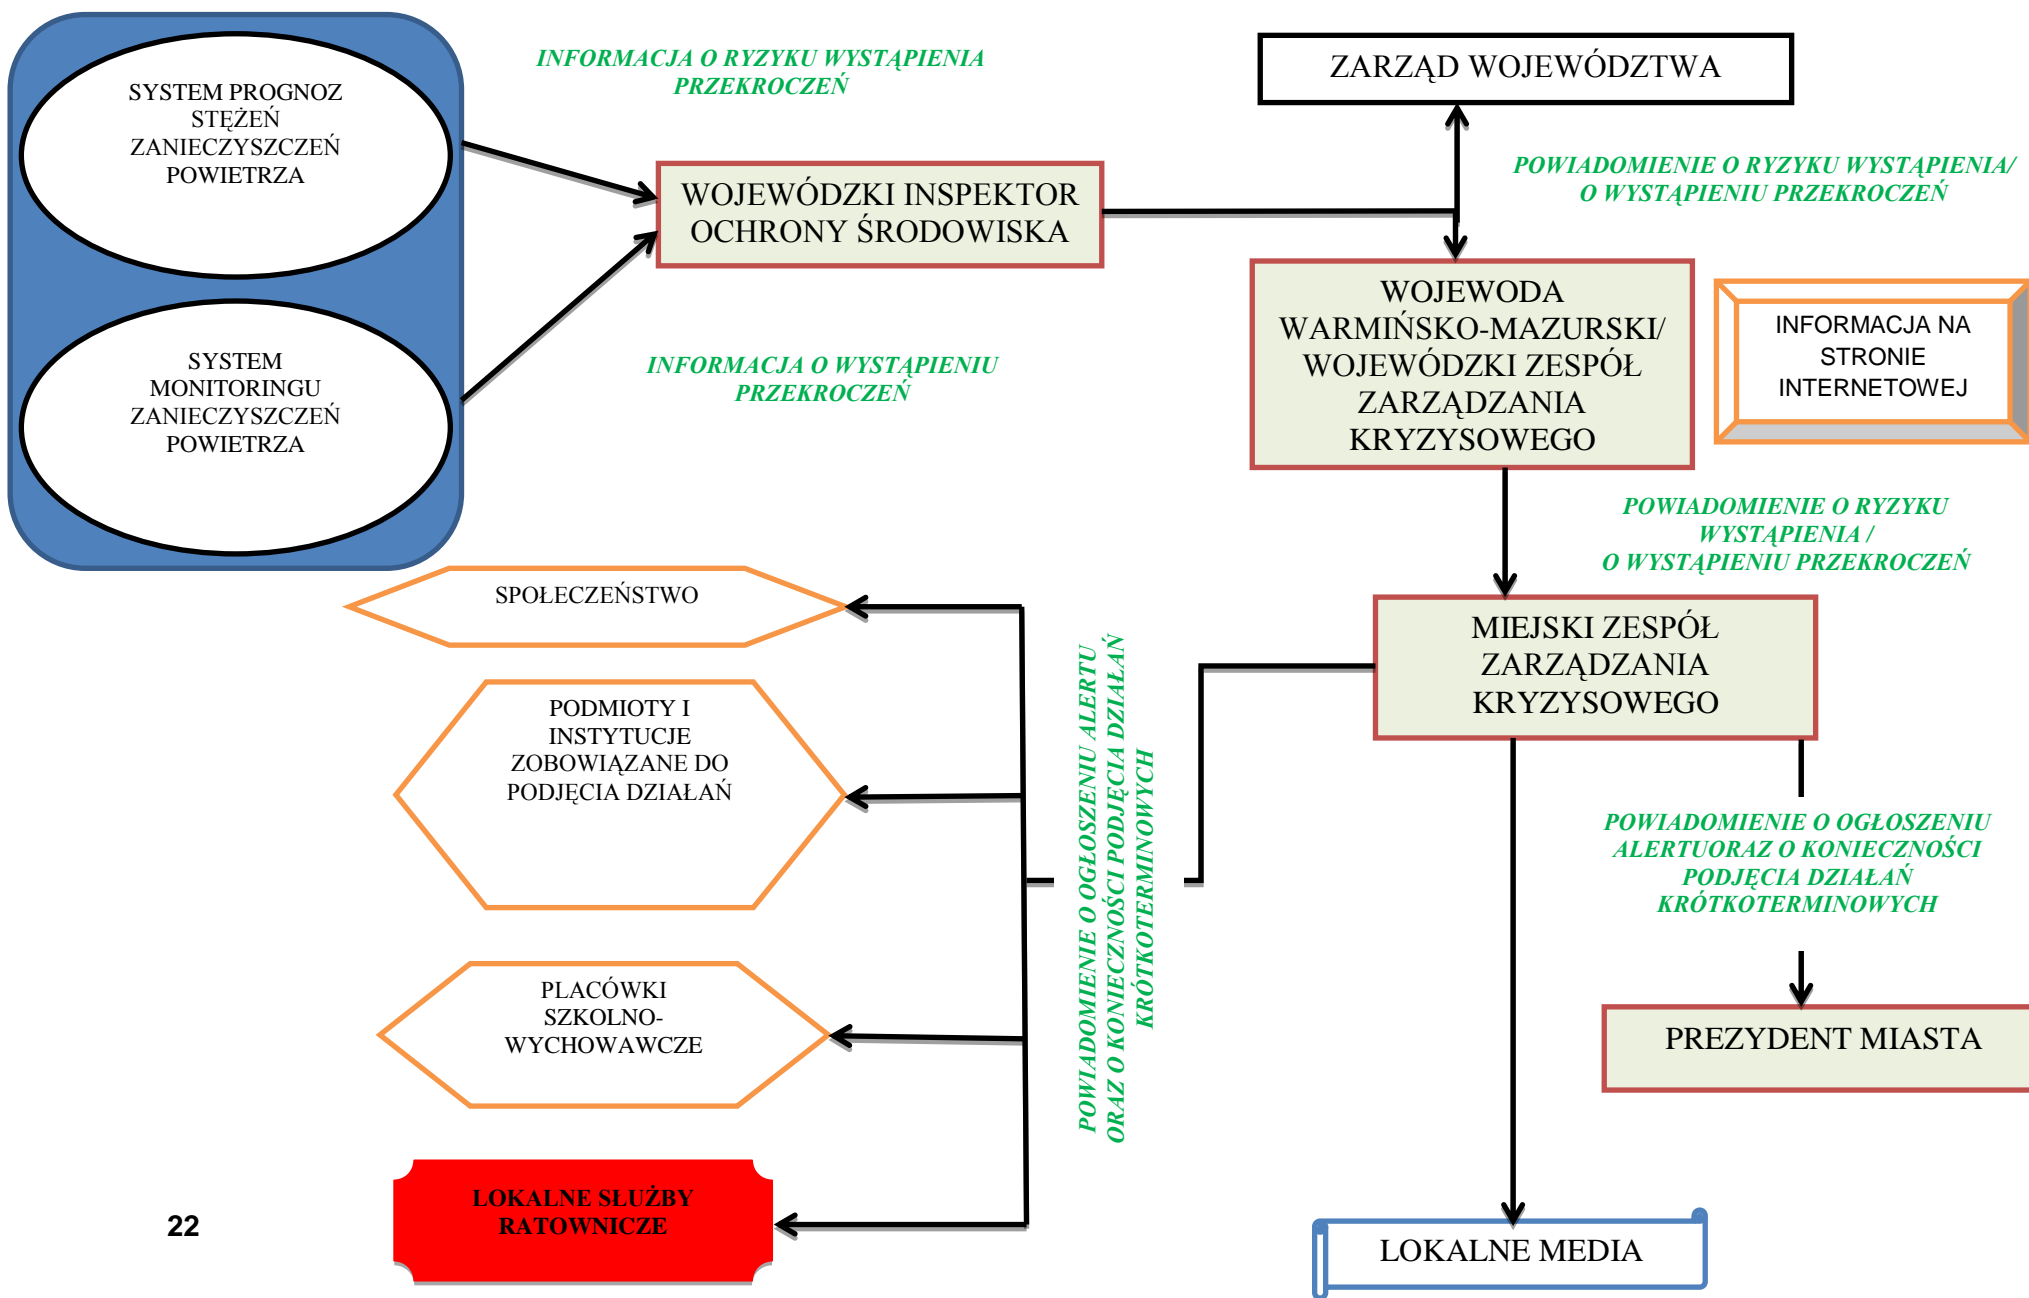 SYSTEM PROGNOZ
STĘŻEŃ
ZANIECZYSZCZEŃ
POWIETRZA
INFORMACJA O RYZYKU WYSTĄPIENIA
PRZEKROCZEŃ
ZARZĄD WOJEWÓDZTWA
WOJEWÓDZKI INSPEKTOR
OCHRONY ŚRODOWISKA
POWIADOMIENIE O RYZYKU WYSTĄPIENIA/
O WYSTĄPIENIU PRZEKROCZEŃ
SYSTEM
MONITORINGU
ZANIECZYSZCZEŃ
POWIETRZA
INFORMACJA O WYSTĄPIENIU
PRZEKROCZEŃ
WOJEWODA
WARMIŃSKO-MAZURSKI/
WOJEWÓDZKI ZESPÓŁ
ZARZĄDZANIA
KRYZYSOWEGO
INFORMACJA NA
STRONIE
INTERNETOWEJ
POWIADOMIENIE O RYZYKU
WYSTĄPIENIA /
O WYSTĄPIENIU PRZEKROCZEŃ
SPOŁECZEŃSTWO
MIEJSKI ZESPÓŁ
ZARZĄDZANIA
KRYZYSOWEGO
PODMIOTY I
INSTYTUCJE
ZOBOWIĄZANE DO
PODJĘCIA DZIAŁAŃ
POWIADOMIENIE O OGŁOSZENIU ALERTU
ORAZ O KONIECZNOŚCI PODJĘCIA DZIAŁAŃ
KRÓTKOTERMINOWYCH
POWIADOMIENIE O OGŁOSZENIU
ALERTUORAZ O KONIECZNOŚCI
PODJĘCIA DZIAŁAŃ
KRÓTKOTERMINOWYCH
PLACÓWKI
SZKOLNO-
WYCHOWAWCZE
PREZYDENT MIASTA
LOKALNE SŁUŻBY
RATOWNICZE
LOKALNE MEDIA
22